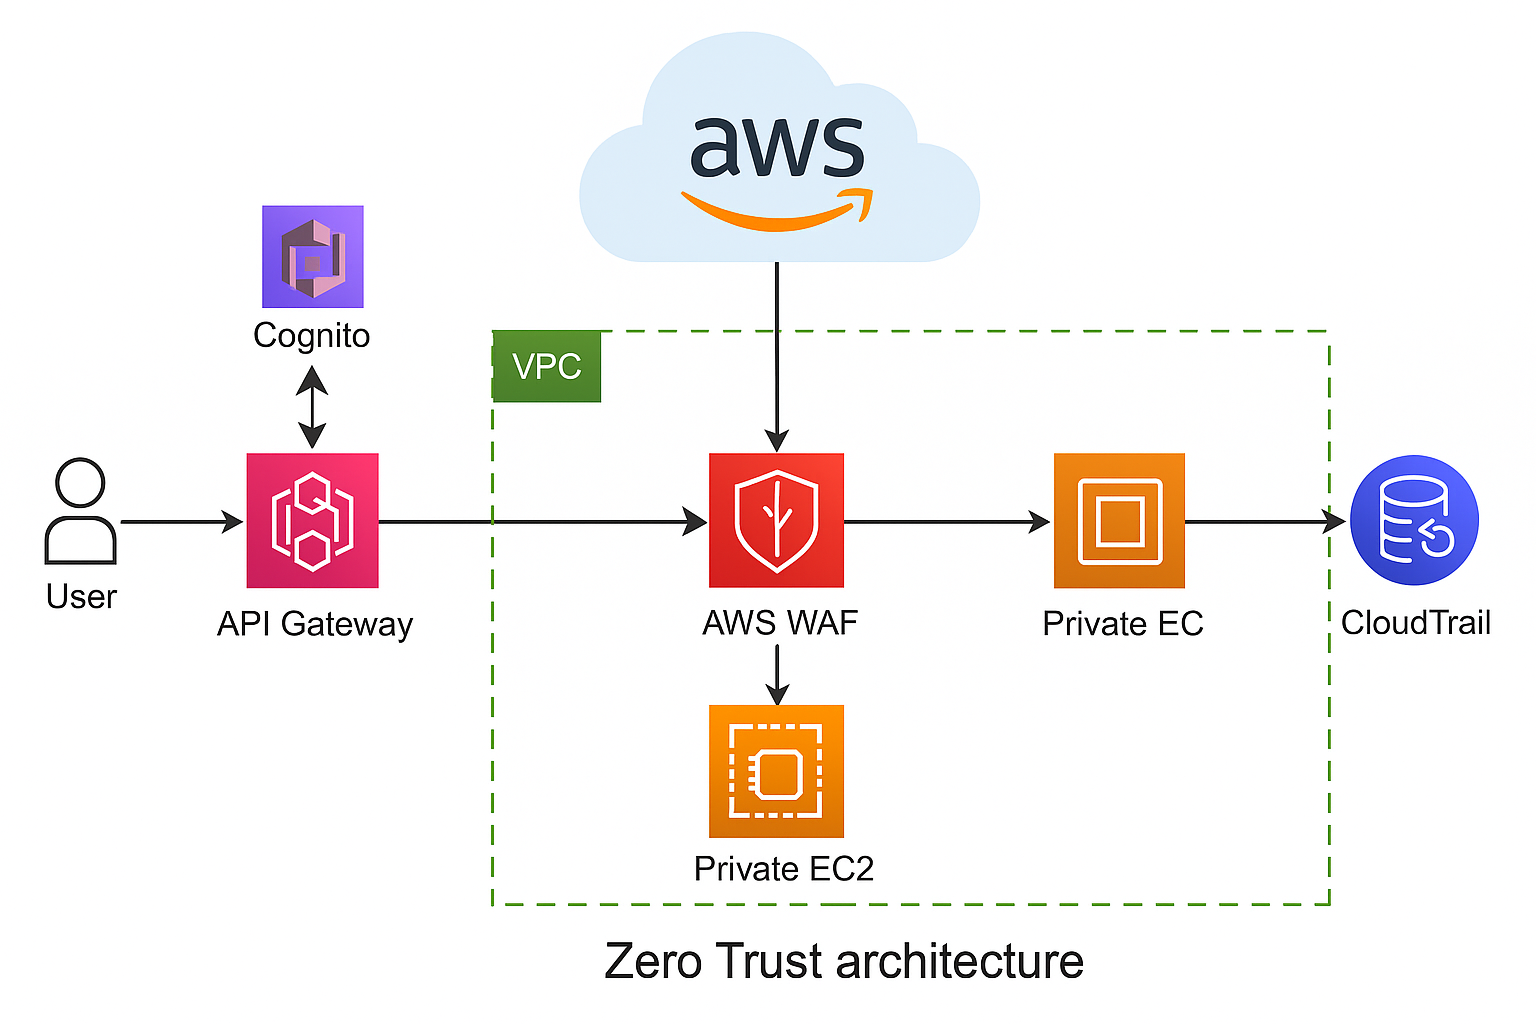 aws
Cognito
VPC
User
API Gateway
AWS WAF
Private EC
CloudTrail
Private EC2
Zero Trust architecture